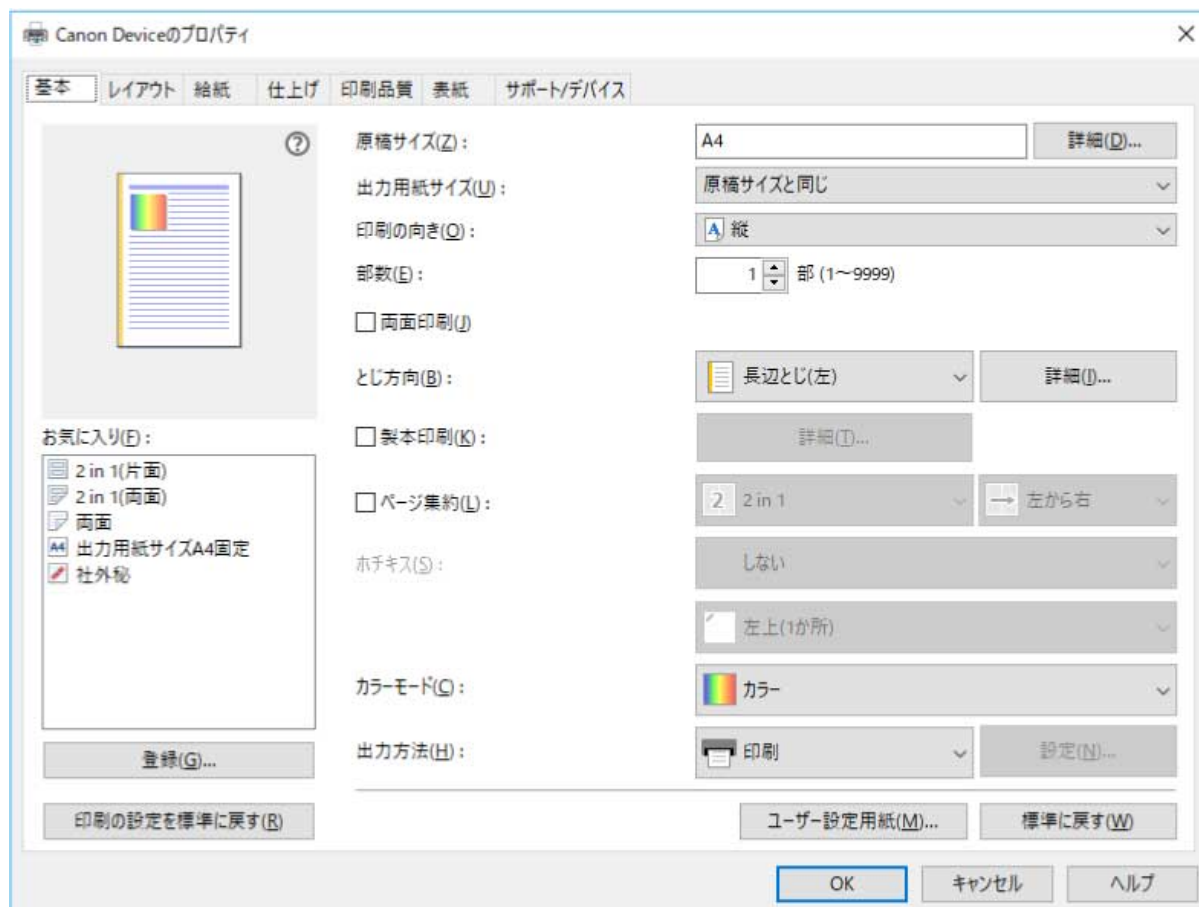 Canon Deviceのプロパティ
基本 レイアウト 給紙 仕上げ 印刷品質 表紙 サポート/デバイス
原稿サイズ(Z): A4 詳細(D)...
出力用紙サイズ(U): 原稿サイズと同じ
印刷の向き(O): A 縦
部数(E): 1 部 (1～9999)
両面印刷(J)
とじ方向(B): 長辺とじ(左) 詳細(I)...
お気に入り(F):
2 in 1(片面)
2 in 1(両面)
両面
A4 出力用紙サイズA4固定
社外秘
製本印刷(K): 詳細(T)...
ページ集約(L): 2 2 in 1 左から右
ホチキス(S): しない
左上(1か所)
カラーモード(C): カラー
出力方法(H): 印刷 設定(N)...
登録(G)...
印刷の設定を標準に戻す(R)
ユーザー設定用紙(M)... 標準に戻す(W)
OK キャンセル ヘルプ